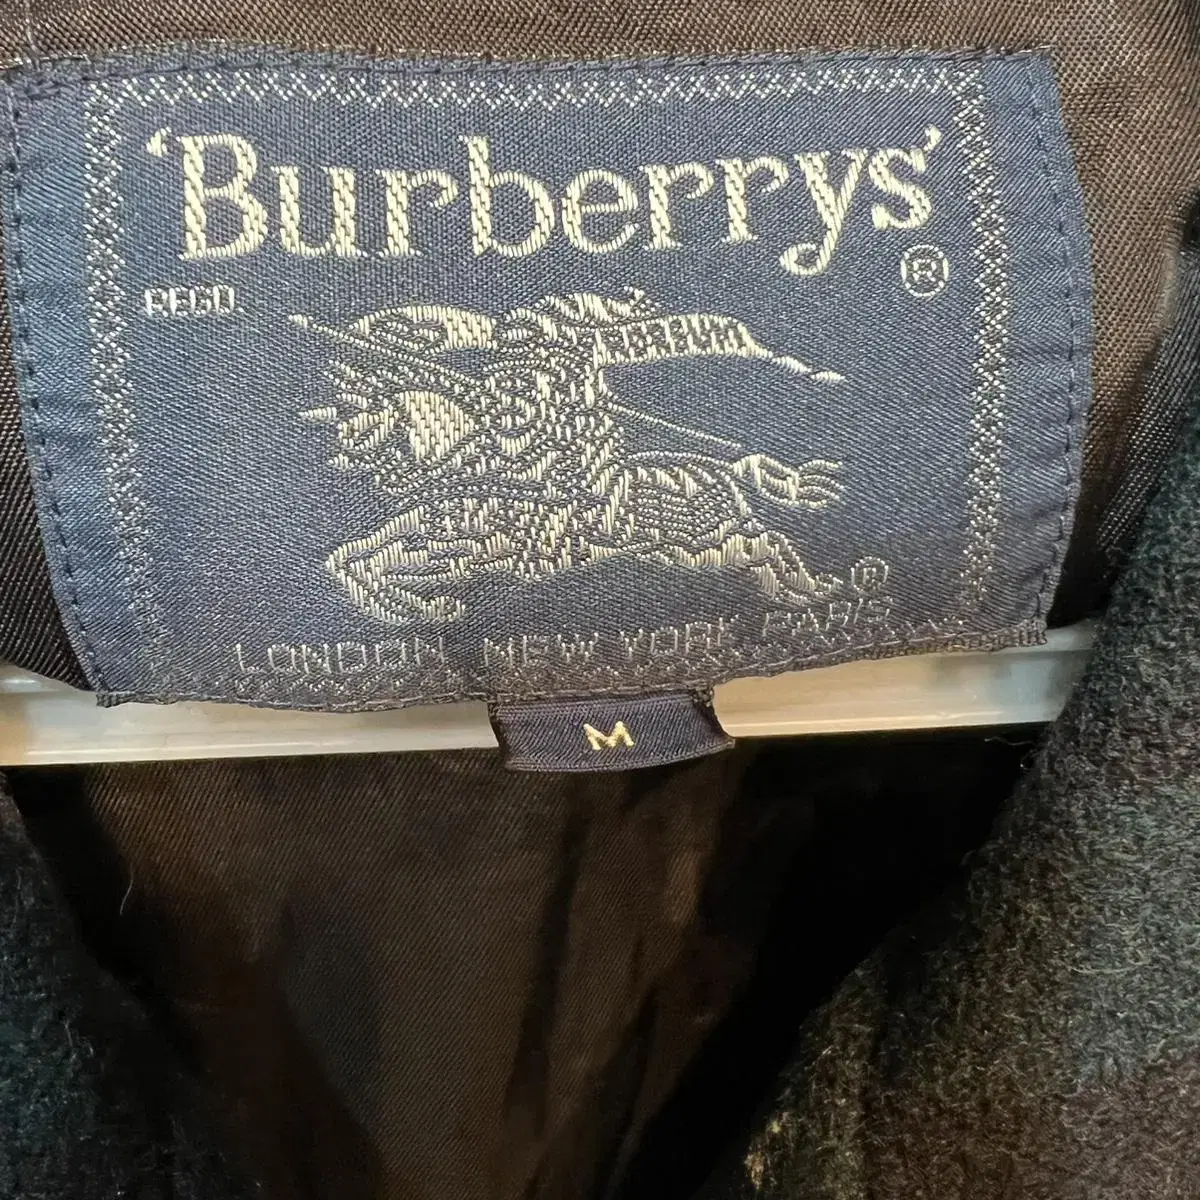 'Burberrys'
®
REGD.
®
LONDON NEW YORK PARIS
M